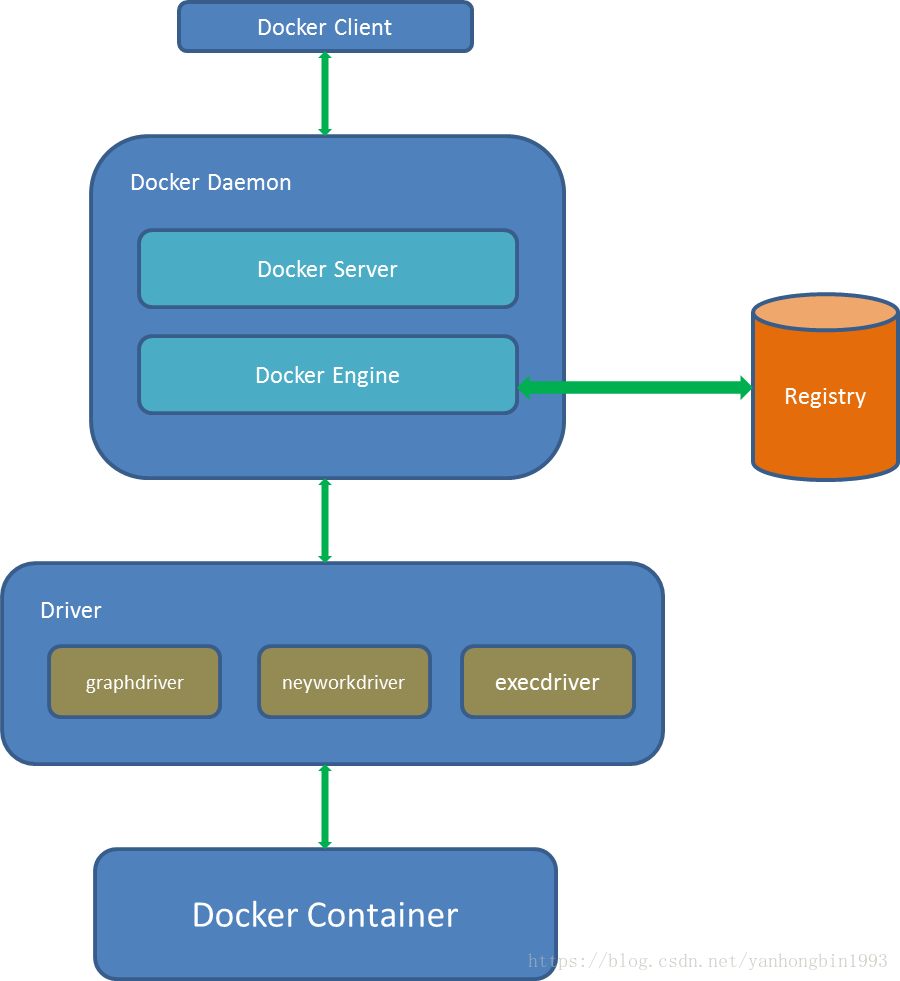 Docker Client
Docker Daemon
Docker Server
Docker Engine
Registry
Driver
graphdriver
neyworkdriver
execdriver
Docker Container
https://blog.csdn.net/yanhongbin1993